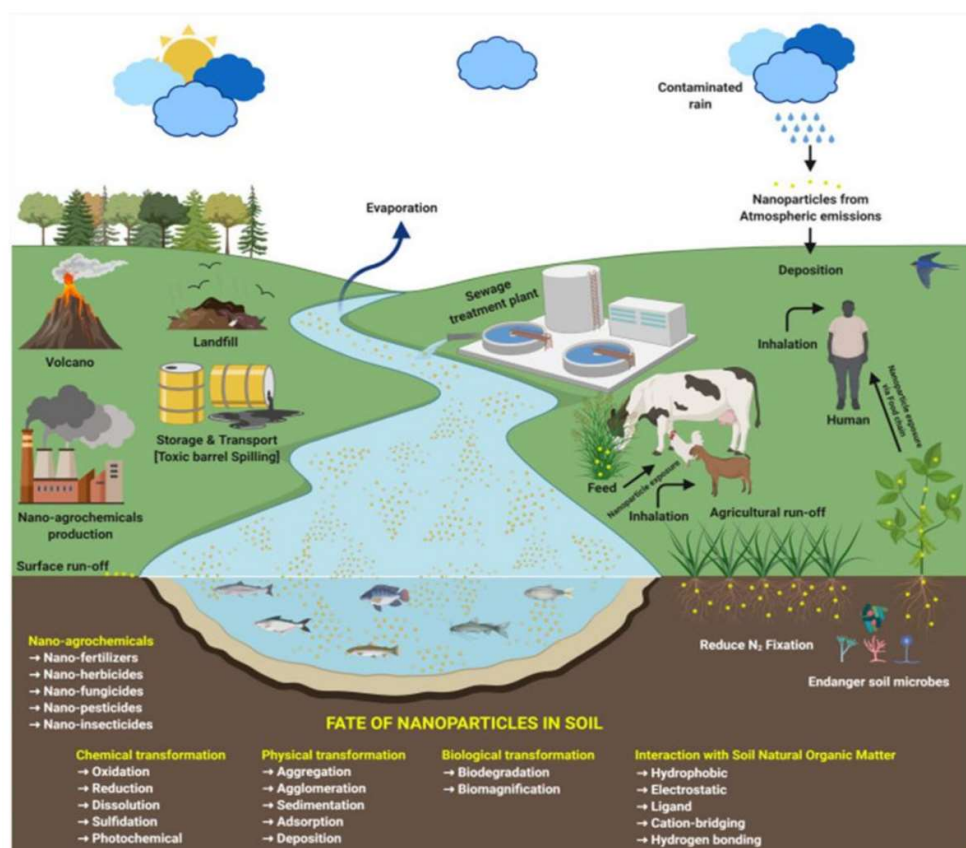 Contaminated
rain
Nanoparticles from
Atmospheric emissions
Deposition
Evaporation
Sewage
treatment plant
Volcano
Landfill
Inhalation
Human
Nanoparticle exposure
via Food chain
Storage & Transport
[Toxic barrel Spilling]
Nano-agrochemicals
production
Feed
Nanoparticle exposure
Inhalation
Agricultural run-off
Surface run-off
Reduce N₂ Fixation
Endanger soil microbes
Nano-agrochemicals
→ Nano-fertilizers
→ Nano-herbicides
→ Nano-fungicides
→ Nano-pesticides
→ Nano-insecticides
FATE OF NANOPARTICLES IN SOIL
Chemical transformation
→ Oxidation
→ Reduction
→ Dissolution
→ Sulfidation
→ Photochemical
Physical transformation
→ Aggregation
→ Agglomeration
→ Sedimentation
→ Adsorption
→ Deposition
Biological transformation
→ Biodegradation
→ Biomagnification
Interaction with Soil Natural Organic Matter
→ Hydrophobic
→ Electrostatic
→ Ligand
→ Cation-bridging
→ Hydrogen bonding